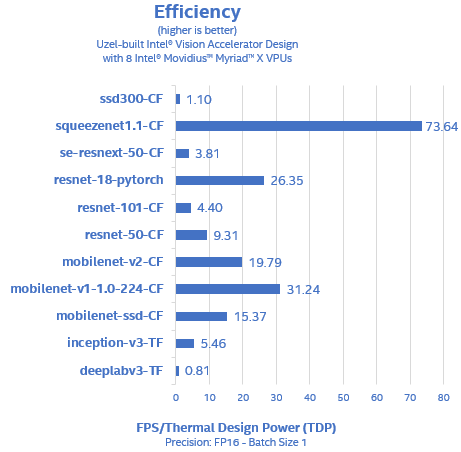 Efficiency
(higher is better)
Uzel-built Intel® Vision Accelerator Design
with 8 Intel® Movidius™ Myriad™ X VPUs
ssd300-CF 1.10
squeezenet1.1-CF 73.64
se-resnext-50-CF 3.81
resnet-18-pytorch 26.35
resnet-101-CF 4.40
resnet-50-CF 9.31
mobilenet-v2-CF 19.79
mobilenet-v1-1.0-224-CF 31.24
mobilenet-ssd-CF 15.37
inception-v3-TF 5.46
deeplabv3-TF 0.81
0 10 20 30 40 50 60 70 80
FPS/Thermal Design Power (TDP)
Precision: FP16 - Batch Size 1